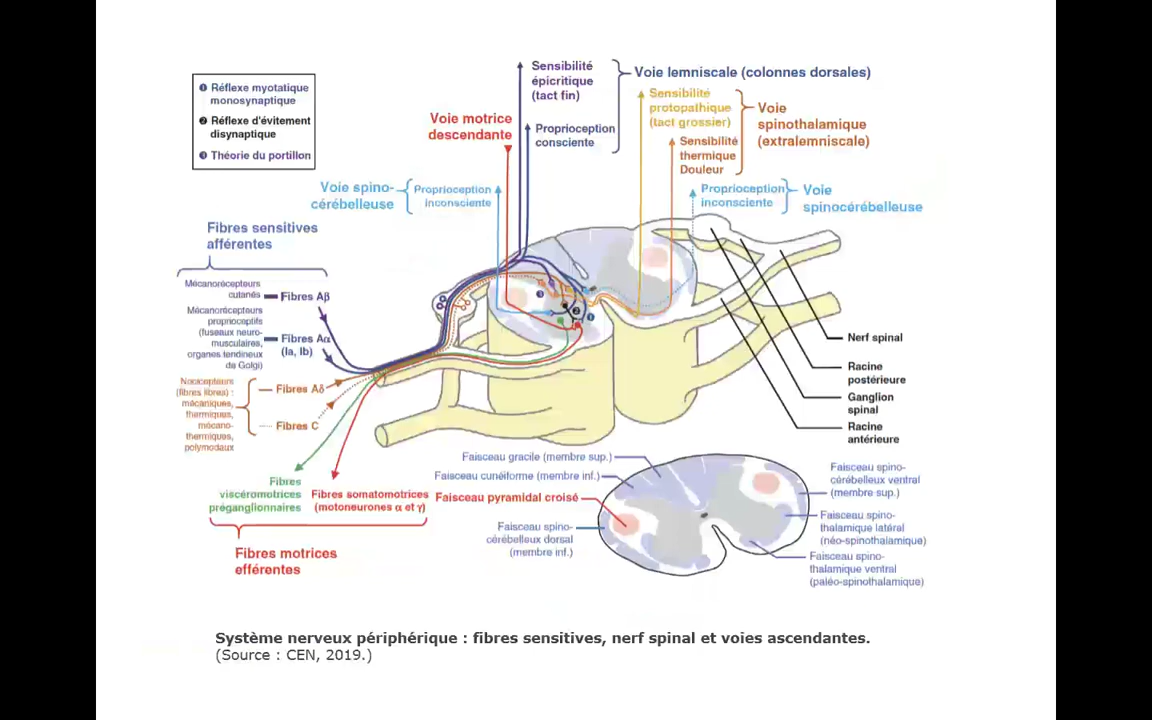 ❶ Réflexe myotatique
monosynaptique
❷ Réflexe d'évitement
disynaptique
❸ Théorie du portillon
Sensibilité
épicritique
(tact fin)
Proprioception
consciente
Voie lemniscale (colonnes dorsales)
Voie motrice
descendante
Sensibilité
protopathique
(tact grossier)
Sensibilité
thermique
Douleur
Voie
spinothalamique
(extralemniscale)
Voie spino-
cérébelleuse
Proprioception
inconsciente
Proprioception
inconsciente
Voie
spinocérébelleuse
Fibres sensitives
afférentes
Mécanorécepteurs
cutanés
Fibres Aβ
Mécanorécepteurs
proprioceptifs
(fuseaux neuro-
musculaires,
organes tendineux
de Golgi)
Fibres Aα
(Ia, Ib)
Nocicepteurs
(fibres libres) :
mécaniques,
thermiques,
mécano-
thermiques,
polymodaux
Fibres Aδ
Fibres C
❸
❷
❶
Nerf spinal
Racine
postérieure
Ganglion
spinal
Racine
antérieure
Fibres
viscéromotrices
préganglionnaires
Fibres somatomotrices
(motoneurones α et γ)
Fibres motrices
efférentes
Faisceau gracile (membre sup.)
Faisceau cunéiforme (membre inf.)
Faisceau pyramidal croisé
Faisceau spino-
cérébelleux dorsal
(membre inf.)
Faisceau spino-
cérébelleux ventral
(membre sup.)
Faisceau spino-
thalamique latéral
(néo-spinothalamique)
Faisceau spino-
thalamique ventral
(paléo-spinothalamique)
Système nerveux périphérique : fibres sensitives, nerf spinal et voies ascendantes.
(Source : CEN, 2019.)